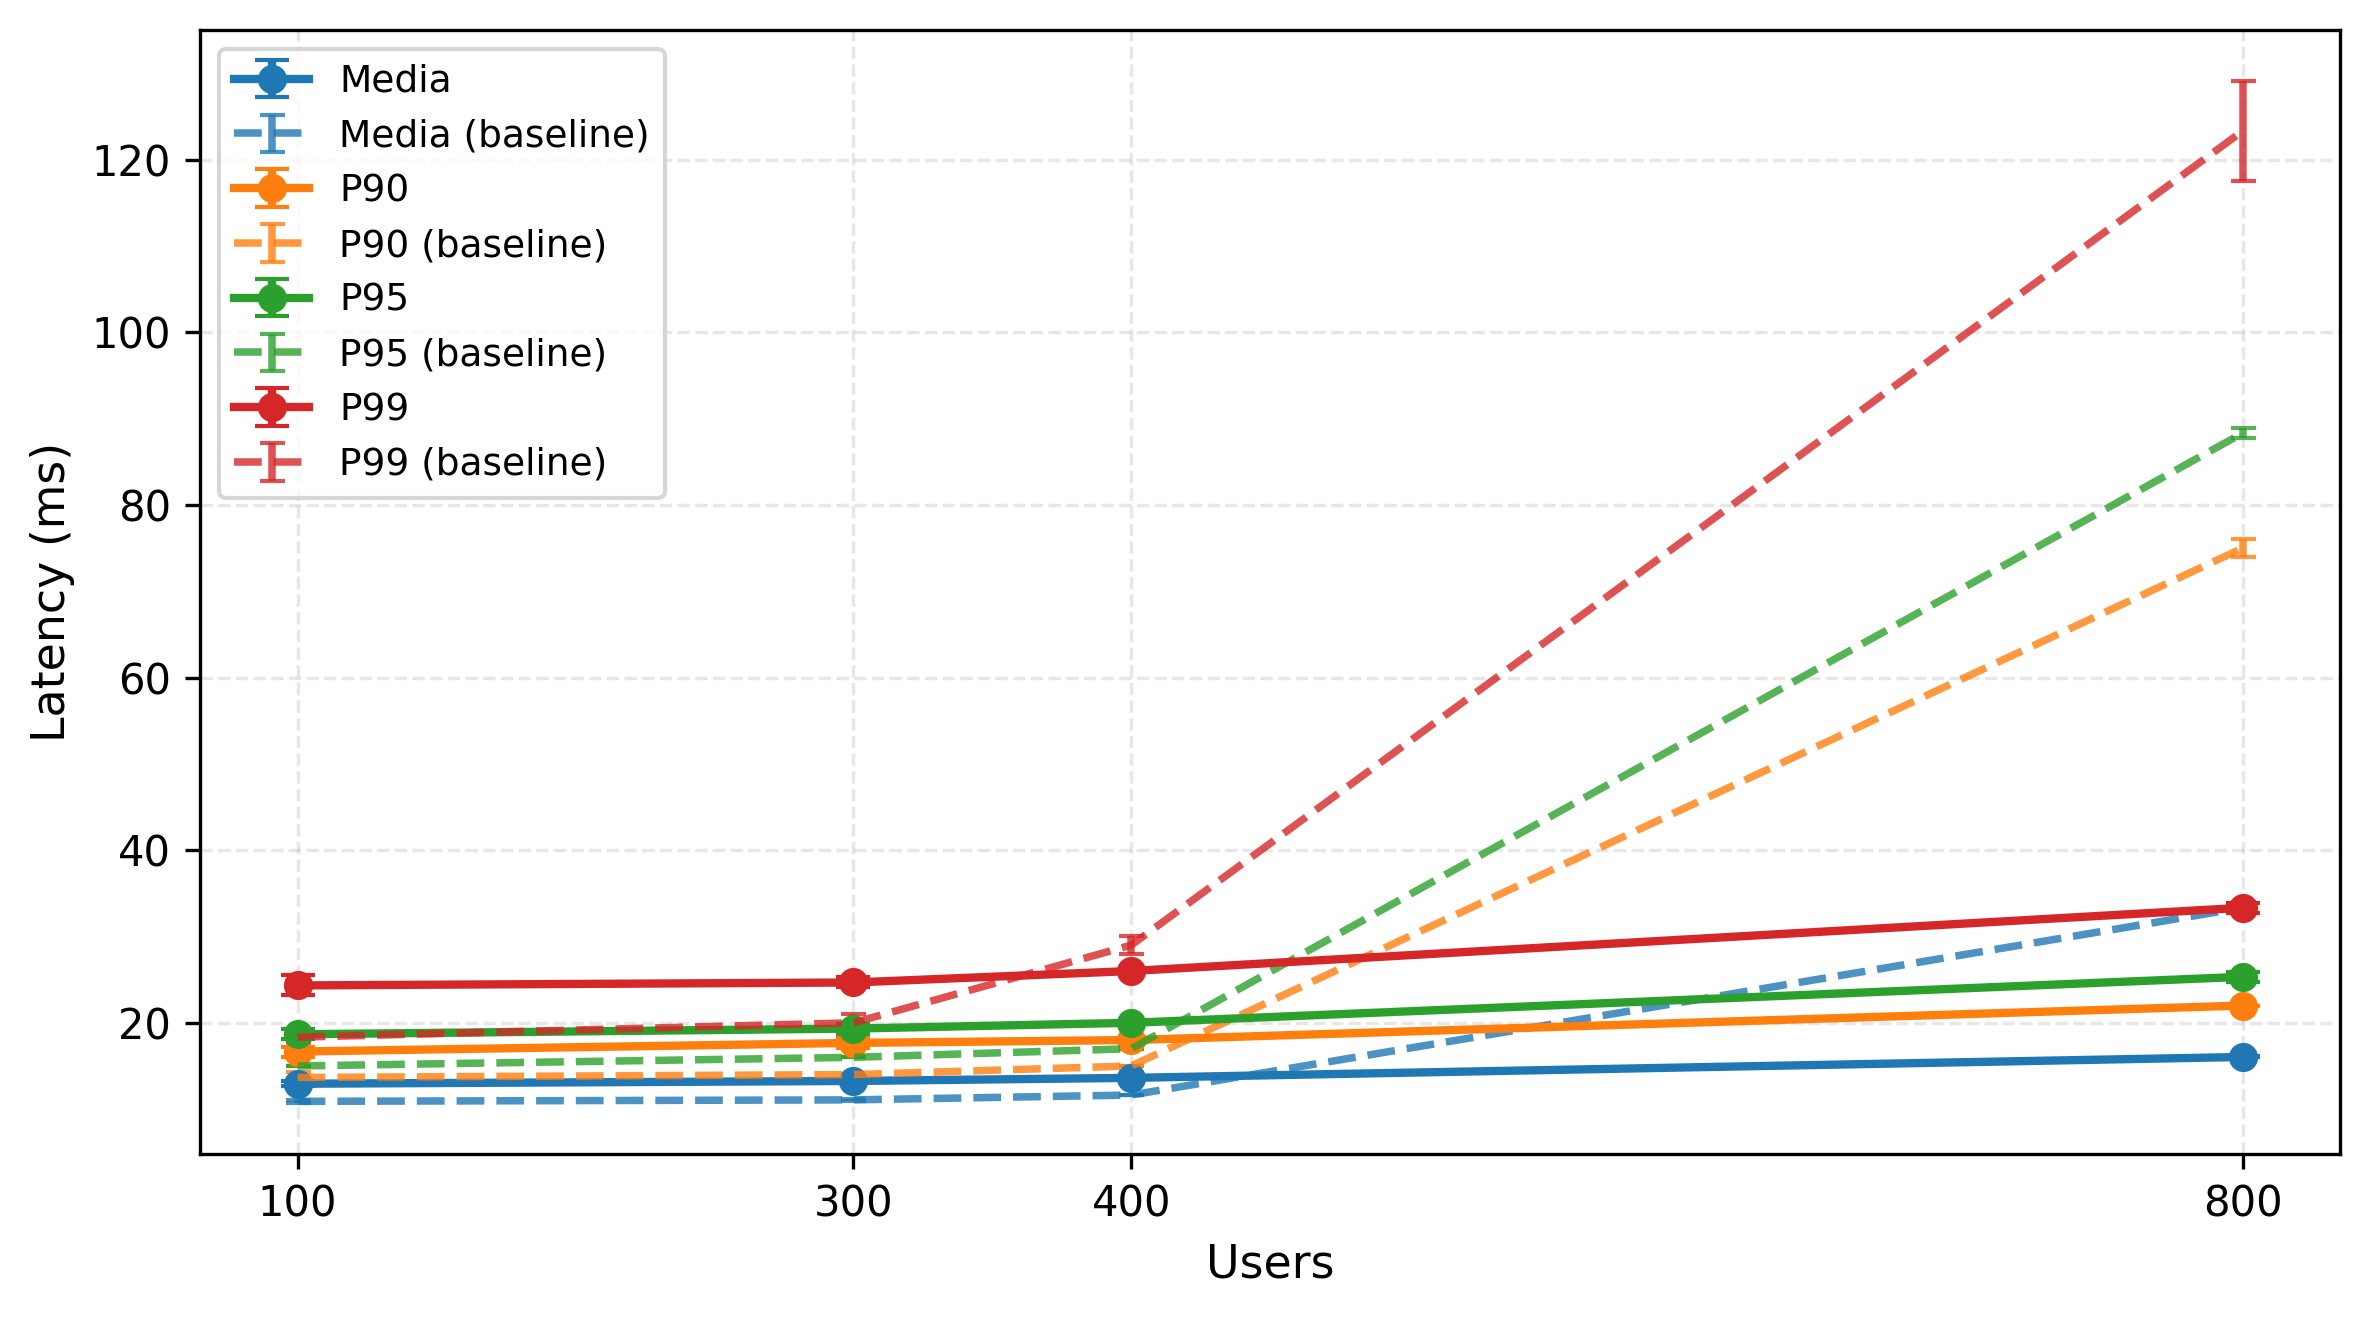 Media
Media (baseline)
P90
P90 (baseline)
P95
P95 (baseline)
P99
P99 (baseline)
120
100
80
60
40
20
Latency (ms)
100 300 400 800
Users